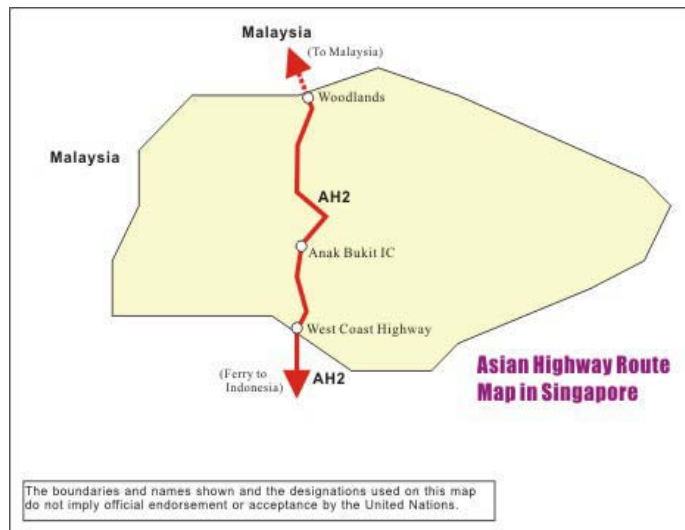 Malaysia
(To Malaysia)
Woodlands
Malaysia
AH2
Anak Bukit IC
West Coast Highway
(Ferry to
Indonesia)
AH2
Asian Highway Route
Map in Singapore
The boundaries and names shown and the designations used on this map
do not imply official endorsement or acceptance by the United Nations.